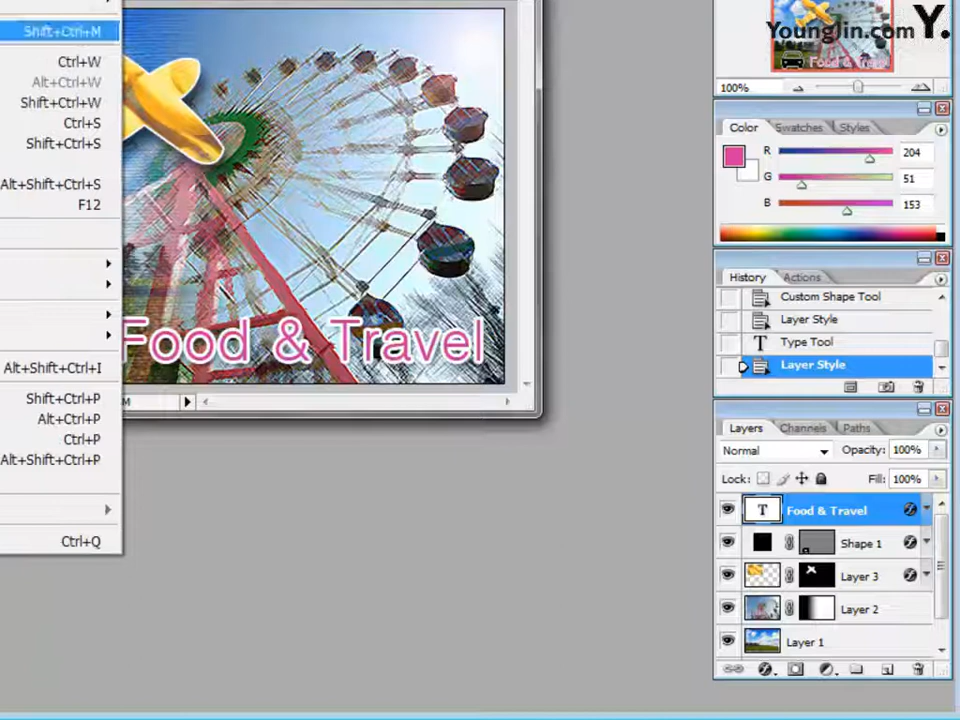 Younglin.com Y.
Food & Travel
100%
Shift+Ctrl+M
Ctrl+W
Alt+Ctrl+W
Shift+Ctrl+W
Ctrl+S
Shift+Ctrl+S
Alt+Shift+Ctrl+S
F12
Alt+Shift+Ctrl+I
Shift+Ctrl+P
Alt+Ctrl+P
Ctrl+P
Alt+Shift+Ctrl+P
Ctrl+Q
Food & Travel
M
Color Swatches Styles
R 204
G 51
B 153
History Actions
Custom Shape Tool
Layer Style
T Type Tool
Layer Style
Layers Channels Paths
Normal Opacity: 100%
Lock: Fill: 100%
T Food & Travel
Shape 1
Layer 3
Layer 2
Layer 1